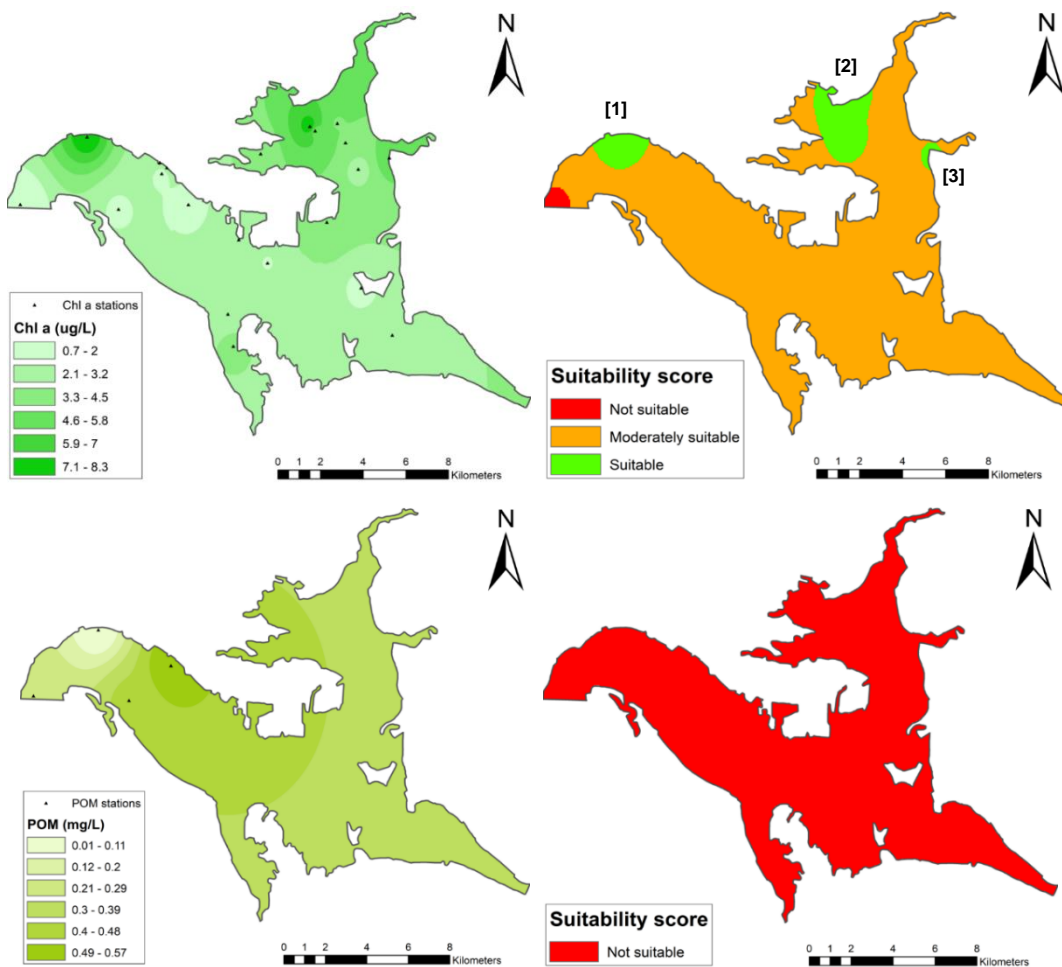 N
Chl a stations
Chl a (ug/L)
0.7 - 2
2.1 - 3.2
3.3 - 4.5
4.6 - 5.8
5.9 - 7
7.1 - 8.3
0 1 2 4 6 8
Kilometers
N
[1]
[2]
[3]
Suitability score
Not suitable
Moderately suitable
Suitable
0 1 2 4 6 8
Kilometers
N
POM stations
POM (mg/L)
0.01 - 0.11
0.12 - 0.2
0.21 - 0.29
0.3 - 0.39
0.4 - 0.48
0.49 - 0.57
0 1 2 4 6 8
Kilometers
N
Suitability score
Not suitable
0 1 2 4 6 8
Kilometers